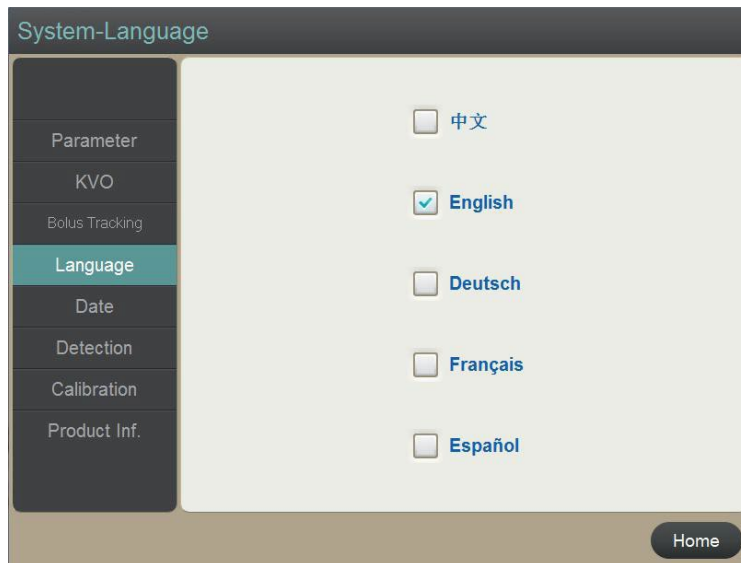 System-Language
Parameter
KVO
Bolus Tracking
Language
Date
Detection
Calibration
Product Inf.
中文
English
Deutsch
Français
Español
Home